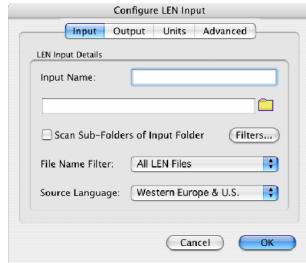 Configure LEN Input
Input Output Units Advanced
LEN Input Details
Input Name:
Scan Sub-Folders of Input Folder Filters...
File Name Filter: All LEN Files
Source Language: Western Europe & U.S.
Cancel OK